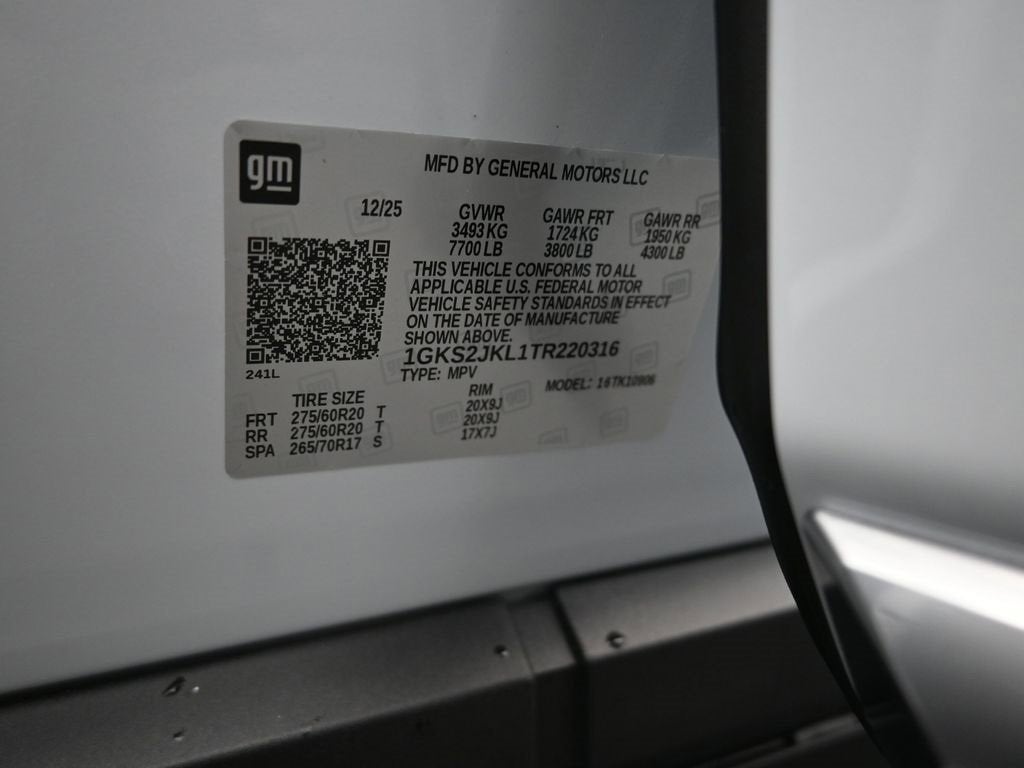 gm
MFD BY GENERAL MOTORS LLC
12/25 GVWR GAWR FRT GAWR RR
3493 KG 1724 KG 1950 KG
7700 LB 3800 LB 4300 LB
THIS VEHICLE CONFORMS TO ALL
APPLICABLE U.S. FEDERAL MOTOR
VEHICLE SAFETY STANDARDS IN EFFECT
ON THE DATE OF MANUFACTURE
SHOWN ABOVE.
1GKS2JKL1TR220316
241L
TYPE: MPV MODEL: 16TK10906
TIRE SIZE RIM
FRT 275/60R20 T 20X9J
RR 275/60R20 T 20X9J
SPA 265/70R17 S 17X7J